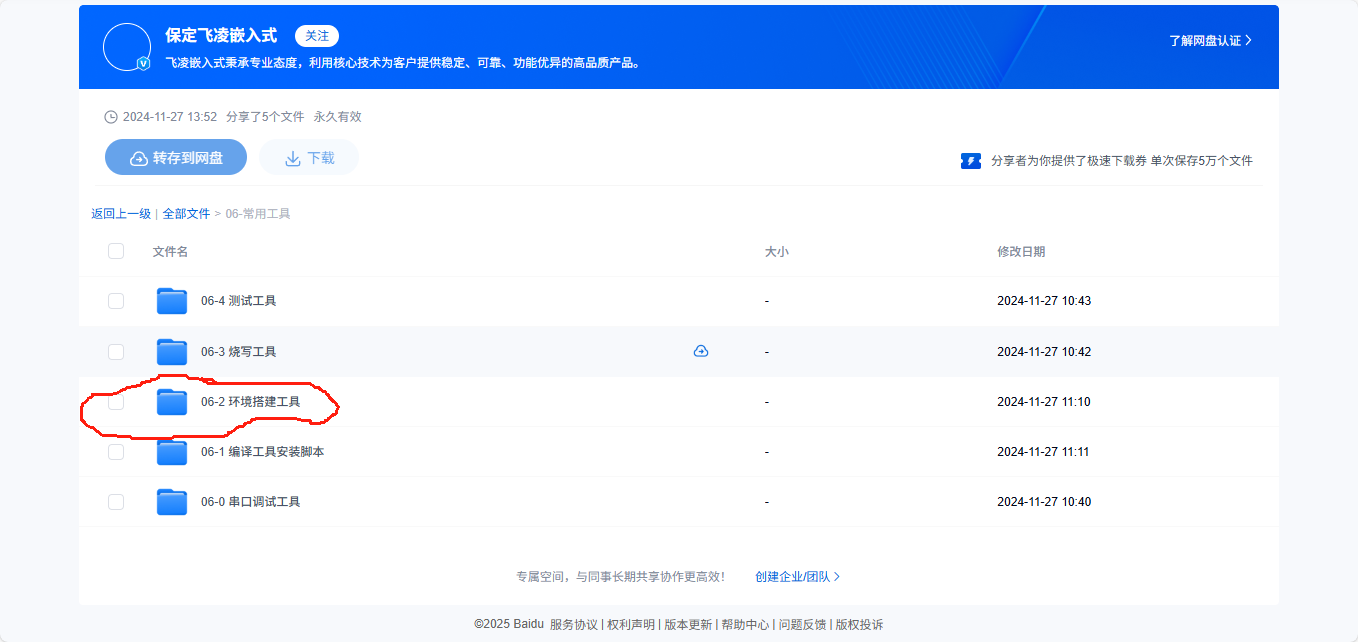 保定飞凌嵌入式 关注
飞凌嵌入式秉承专业态度，利用核心技术为客户提供稳定、可靠、功能优异的高品质产品。
了解网盘认证
2024-11-27 13:52 分享了5个文件 永久有效
转存到网盘 下载
分享者为你提供了极速下载券 单次保存5万个文件
返回上一级 | 全部文件 > 06-常用工具
文件名 大小 修改日期
06-4 测试工具 - 2024-11-27 10:43
06-3 烧写工具 - 2024-11-27 10:42
06-2 环境搭建工具 - 2024-11-27 11:10
06-1 编译工具安装脚本 - 2024-11-27 11:11
06-0 串口调试工具 - 2024-11-27 10:40
专属空间，与同事长期共享协作更高效！ 创建企业/团队
©2025 Baidu 服务协议 | 权利声明 | 版本更新 | 帮助中心 | 问题反馈 | 版权投诉